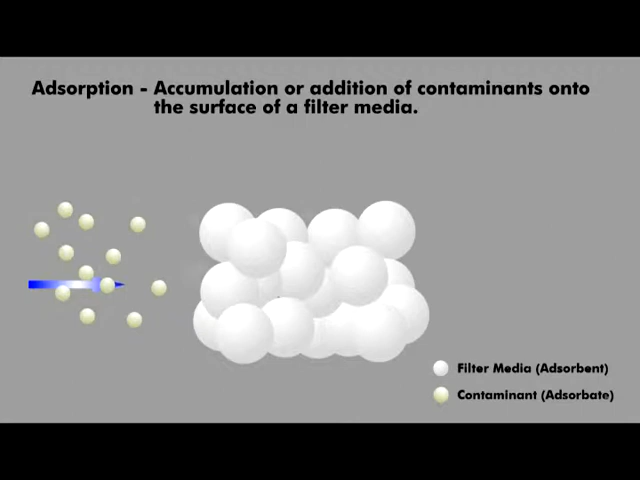 Adsorption - Accumulation or addition of contaminants onto
the surface of a filter media.
Filter Media (Adsorbent)
Contaminant (Adsorbate)